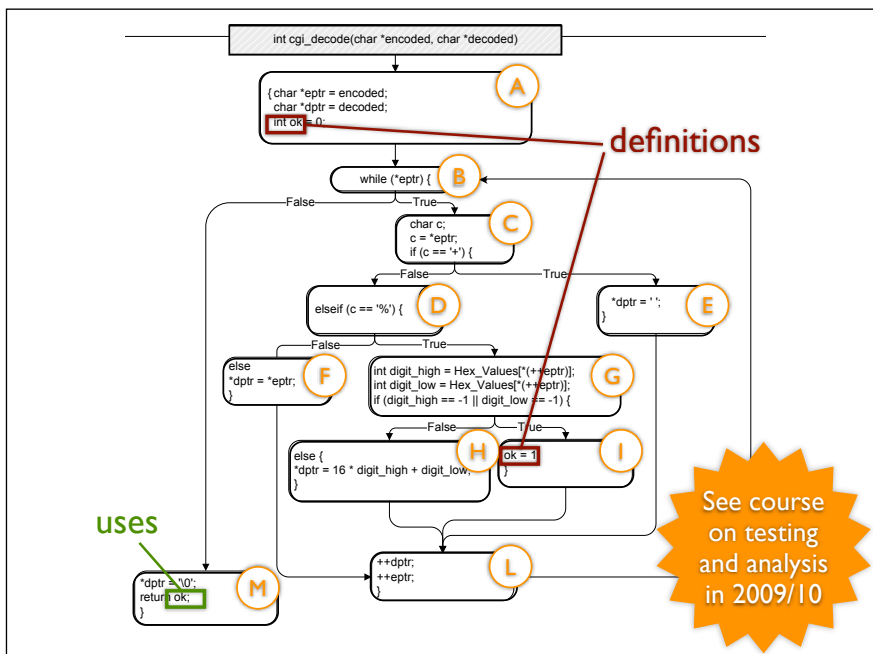 int cgi_decode(char *encoded, char *decoded)
A
{ char *eptr = encoded;
char *dptr = decoded;
int ok = 0;
definitions
while (*eptr) {
B
False
True
C
char c;
c = *eptr;
if (c == '+') {
False
True
D
elseif (c == '%') {
E
*dptr = ' ';
}
False
True
else
*dptr = *eptr;
}
F
int digit_high = Hex_Values[*(++eptr)];
int digit_low = Hex_Values[*(++eptr)];
if (digit_high == -1 || digit_low == -1) {
G
False
True
else {
*dptr = 16 * digit_high + digit_low;
}
H
ok = 1
}
I
See course
on testing
and analysis
in 2009/10
uses
*dptr = '\0';
return ok;
}
M
++dptr;
++eptr;
}
L